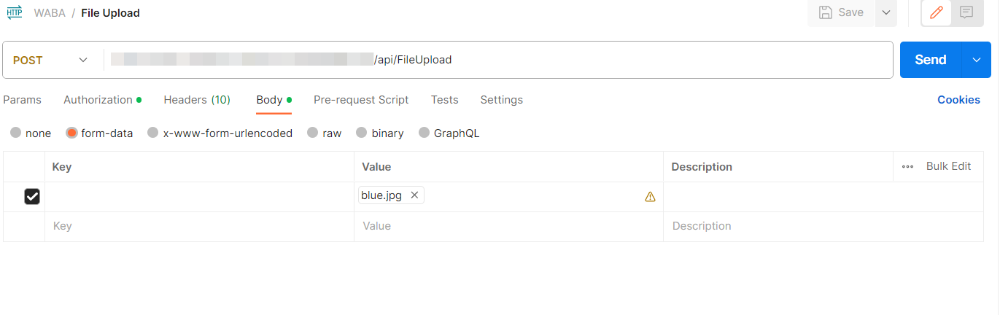 HTTP WABA / File Upload Save
POST /api/FileUpload Send
Params Authorization Headers (10) Body Pre-request Script Tests Settings Cookies
none form-data x-www-form-urlencoded raw binary GraphQL
Key Value Description Bulk Edit
blue.jpg
Key Value Description